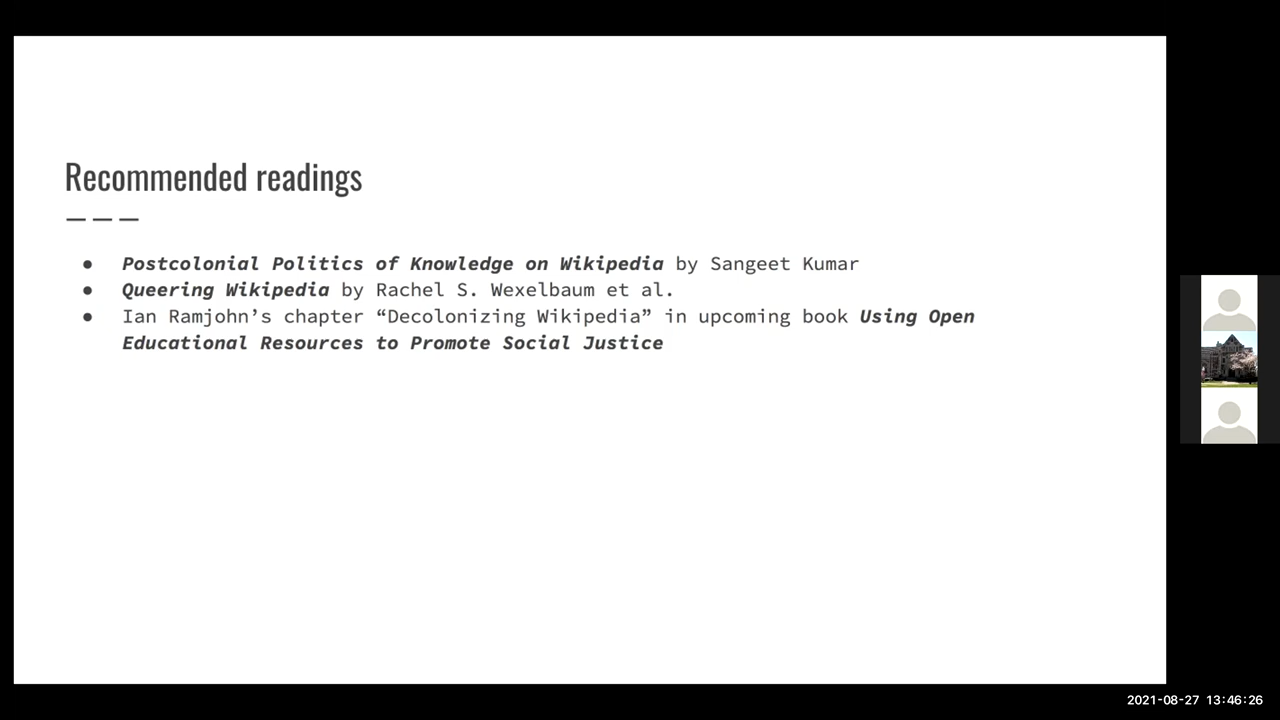 Recommended readings
● Postcolonial Politics of Knowledge on Wikipedia by Sangeet Kumar
● Queering Wikipedia by Rachel S. Wexelbaum et al.
● Ian Ramjohn’s chapter “Decolonizing Wikipedia” in upcoming book Using Open
Educational Resources to Promote Social Justice
2021-08-27 13:46:26